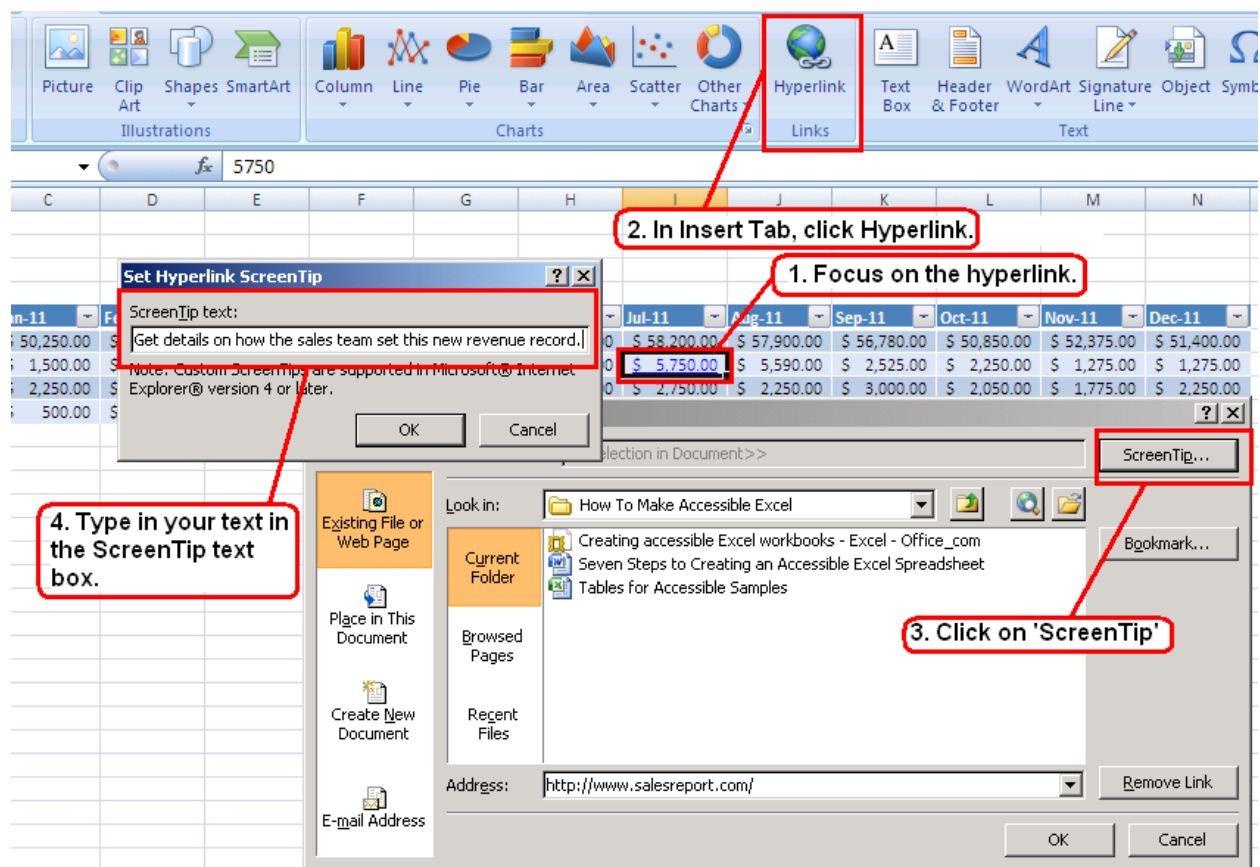 Picture Clip Art Shapes SmartArt Column Line Pie Bar Area Scatter Other Charts Hyperlink Text Box Header & Footer WordArt Signature Line Object Symb
Illustrations Charts Links Text
fx 5750
C D E F G H I J K L M N
2. In Insert Tab, click Hyperlink.
1. Focus on the hyperlink.
Set Hyperlink ScreenTip ? X
ScreenTip text:
Get details on how the sales team set this new revenue record.
Note: Custom ScreenTips are supported in Microsoft® Internet
Explorer® version 4 or later.
OK Cancel
n-11 Fe Jul-11 Aug-11 Sep-11 Oct-11 Nov-11 Dec-11
50,250.00 $ 00 $ 58,200.00 $ 57,900.00 $ 56,780.00 $ 50,850.00 $ 52,375.00 $ 51,400.00
1,500.00 $ 00 $ 5,750.00 $ 5,590.00 $ 2,525.00 $ 2,250.00 $ 1,275.00 $ 1,275.00
2,250.00 $ 00 $ 2,750.00 $ 2,250.00 $ 3,000.00 $ 2,050.00 $ 1,775.00 $ 2,250.00
500.00 $
? X
election in Document>>
ScreenTip...
4. Type in your text in
the ScreenTip text
box.
Existing File or
Web Page
Place in This
Document
Create New
Document
E-mail Address
Look in: How To Make Accessible Excel
Current
Folder
Browsed
Pages
Recent
Files
Creating accessible Excel workbooks - Excel - Office_com
Seven Steps to Creating an Accessible Excel Spreadsheet
Tables for Accessible Samples
Bookmark...
3. Click on 'ScreenTip'
Address: http://www.salesreport.com/
Remove Link
OK Cancel